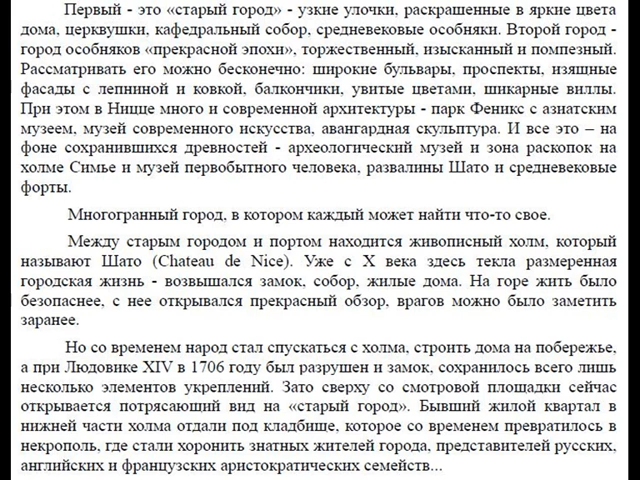 Первый - это «старый город» - узкие улочки, раскрашенные в яркие цвета
дома, церквушки, кафедральный собор, средневековые особняки. Второй город -
город особняков «прекрасной эпохи», торжественный, изысканный и помпезный.
Рассматривать его можно бесконечно: широкие бульвары, проспекты, изящные
фасады с лепниной и ковкой, балкончики, увитые цветами, шикарные виллы.
При этом в Ницце много и современной архитектуры - парк Феникс с азиатским
музеем, музей современного искусства, авангардная скульптура. И все это – на
фоне сохранившихся древностей - археологический музей и зона раскопок на
холме Симье и музей первобытного человека, развалины Шато и средневековые
форты.
Многогранный город, в котором каждый может найти что-то свое.
Между старым городом и портом находится живописный холм, который
называют Шато (Chateau de Nice). Уже с X века здесь текла размеренная
городская жизнь - возвышался замок, собор, жилые дома. На горе жить было
безопаснее, с нее открывался прекрасный обзор, врагов можно было заметить
заранее.
Но со временем народ стал спускаться с холма, строить дома на побережье,
а при Людовике XIV в 1706 году был разрушен и замок, сохранилось всего лишь
несколько элементов укреплений. Зато сверху со смотровой площадки сейчас
открывается потрясающий вид на «старый город». Бывший жилой квартал в
нижней части холма отдали под кладбище, которое со временем превратилось в
некрополь, где стали хоронить знатных жителей города, представителей русских,
английских и французских аристократических семейств...